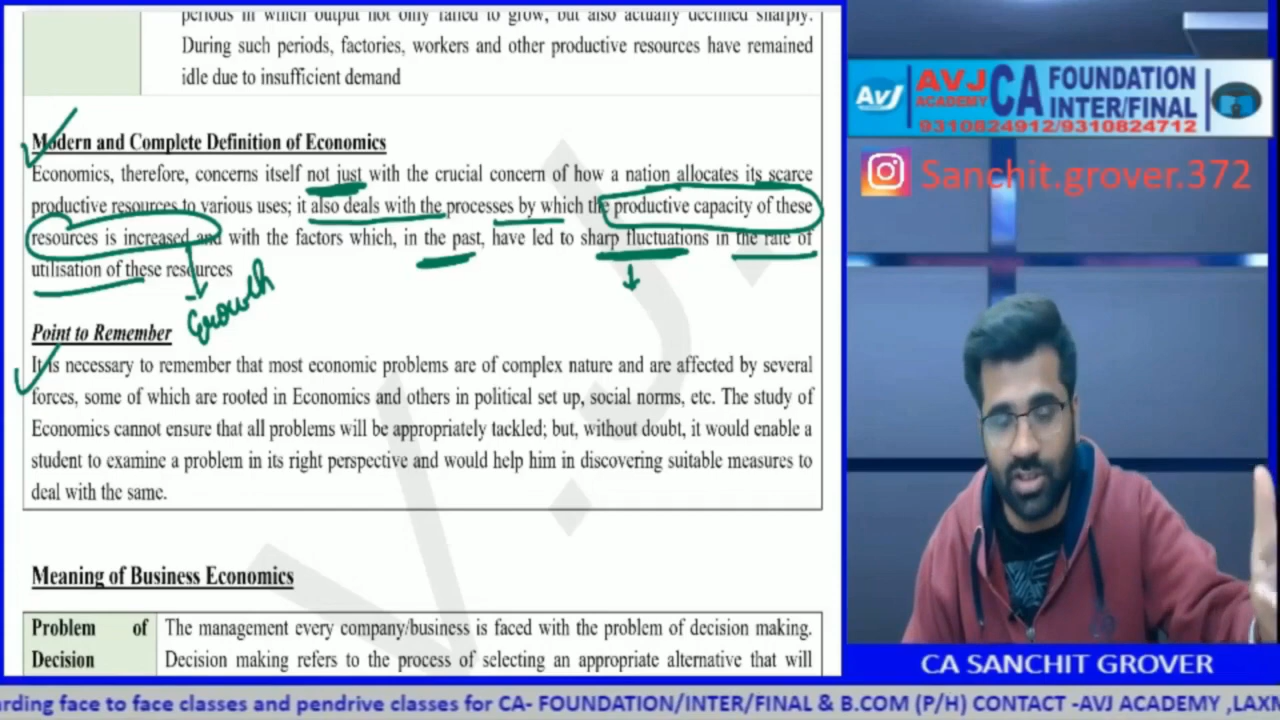 periods in which output not only failed to grow, but also actually declined sharply.
During such periods, factories, workers and other productive resources have remained
idle due to insufficient demand
Modern and Complete Definition of Economics
Economics, therefore, concerns itself not just with the crucial concern of how a nation allocates its scarce
productive resources to various uses; it also deals with the processes by which the productive capacity of these
resources is increased and with the factors which, in the past, have led to sharp fluctuations in the rate of
utilisation of these resources
Growth
Point to Remember
It is necessary to remember that most economic problems are of complex nature and are affected by several
forces, some of which are rooted in Economics and others in political set up, social norms, etc. The study of
Economics cannot ensure that all problems will be appropriately tackled; but, without doubt, it would enable a
student to examine a problem in its right perspective and would help him in discovering suitable measures to
deal with the same.
Meaning of Business Economics
Problem of
Decision
The management every company/business is faced with the problem of decision making.
Decision making refers to the process of selecting an appropriate alternative that will
V.J.
AVJ
AVJ
ACADEMY
CA
FOUNDATION
INTER/FINAL
9310824912/9310824712
Sanchit.grover.372
CA SANCHIT GROVER
rding face to face classes and pendrive classes for CA- FOUNDATION/INTER/FINAL & B.COM (P/H) CONTACT -AVJ ACADEMY ,LAXM